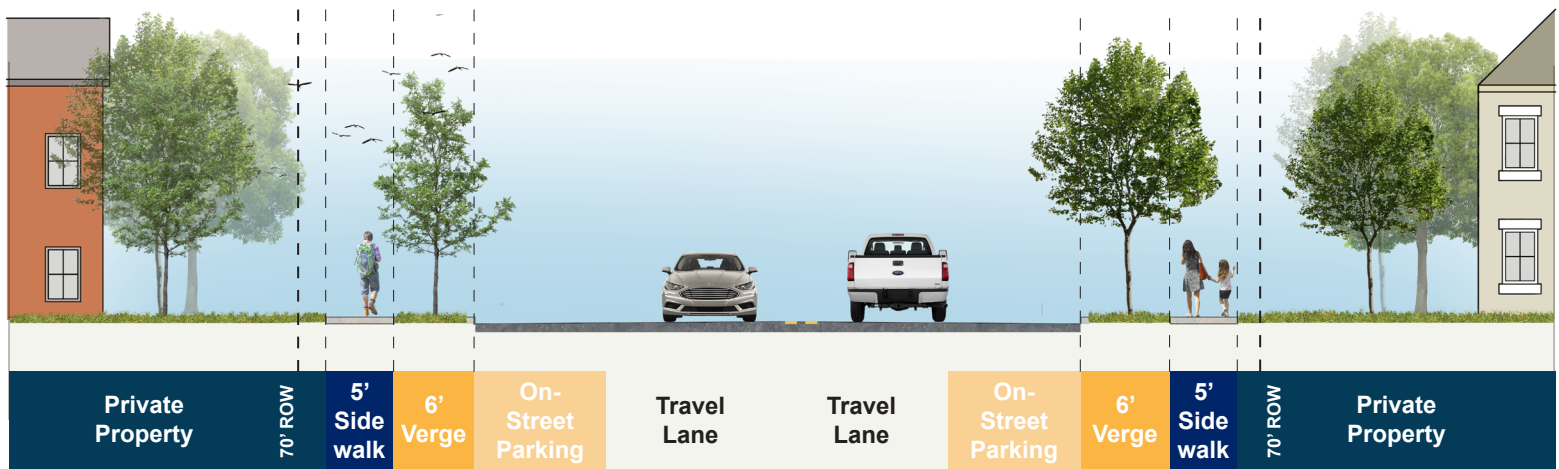 Private
Property
70’ ROW
5’
Side
walk
6’
Verge
On-
Street
Parking
Travel
Lane
Travel
Lane
On-
Street
Parking
6’
Verge
5’
Side
walk
70’ ROW
Private
Property